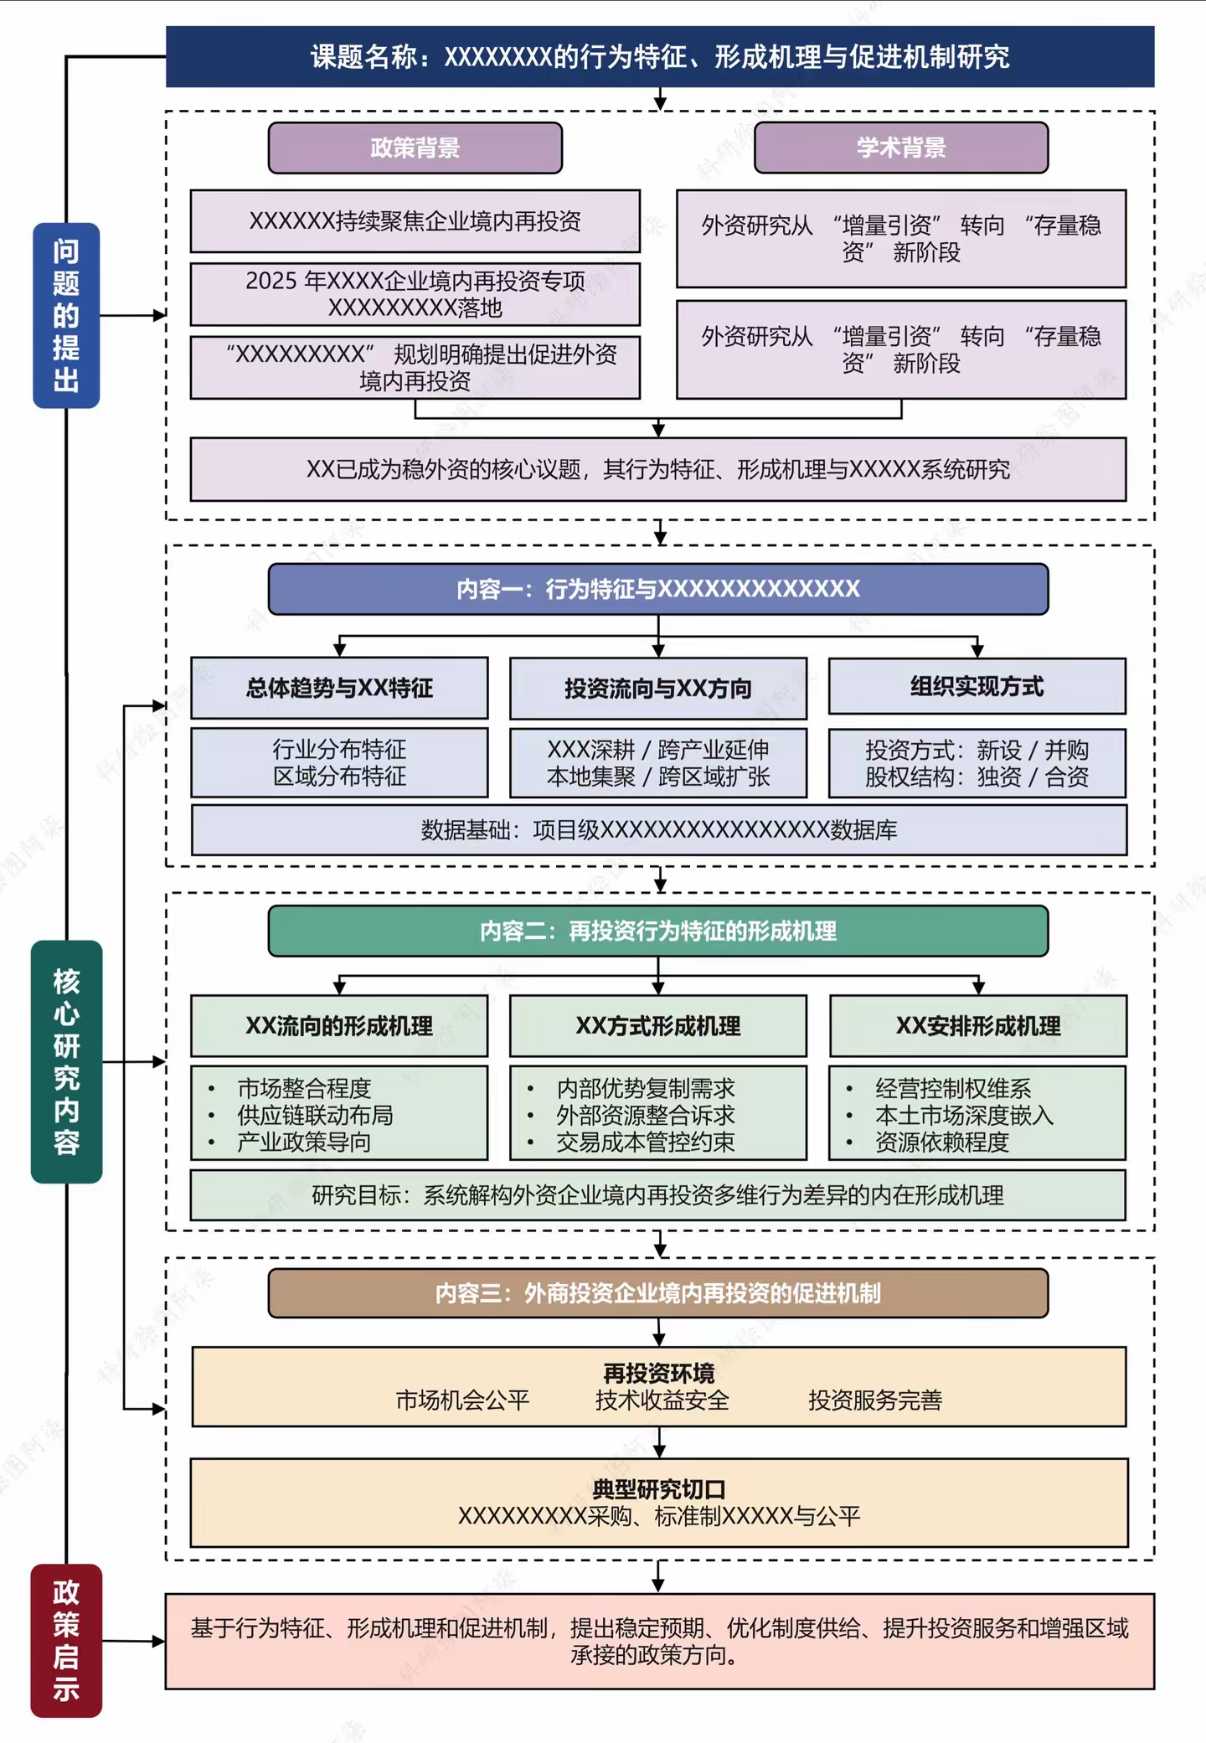 课题名称：XXXXXXXX的行为特征、形成机理与促进机制研究
问题的提出
政策背景
XXXXXX持续聚焦企业境内再投资
2025 年XXXX企业境内再投资专项
XXXXXXXXX落地
“XXXXXXXXX” 规划明确提出促进外资
境内再投资
学术背景
外资研究从 “增量引资” 转向 “存量稳
资” 新阶段
外资研究从 “增量引资” 转向 “存量稳
资” 新阶段
XX已成为稳外资的核心议题，其行为特征、形成机理与XXXXX系统研究
核心研究内容
内容一：行为特征与XXXXXXXXXXXXX
总体趋势与XX特征
行业分布特征
区域分布特征
投资流向与XX方向
XXX深耕 / 跨产业延伸
本地集聚 / 跨区域扩张
组织实现方式
投资方式：新设 / 并购
股权结构：独资 / 合资
数据基础：项目级XXXXXXXXXXXXXXXX数据库
内容二：再投资行为特征的形成机理
XX流向的形成机理
• 市场整合程度
• 供应链联动布局
• 产业政策导向
XX方式形成机理
• 内部优势复制需求
• 外部资源整合诉求
• 交易成本管控约束
XX安排形成机理
• 经营控制权维系
• 本土市场深度嵌入
• 资源依赖程度
研究目标：系统解构外资企业境内再投资多维行为差异的内在形成机理
内容三：外商投资企业境内再投资的促进机制
再投资环境
市场机会公平 技术收益安全 投资服务完善
典型研究切口
XXXXXXXXX采购、标准制XXXXX与公平
政策启示
基于行为特征、形成机理和促进机制，提出稳定预期、优化制度供给、提升投资服务和增强区域
承接的政策方向。
科研绘图阿柒